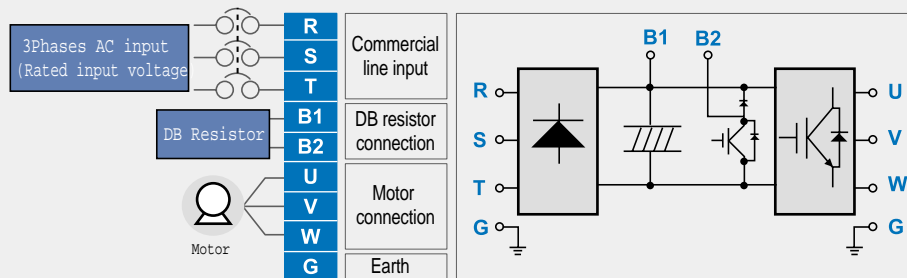 3Phases AC input
(Rated input voltage
DB Resistor
Motor
R
S
T
B1
B2
U
V
W
G
Commercial
line input
DB resistor
connection
Motor
connection
Earth
B1
B2
R
S
T
G
U
V
W
G